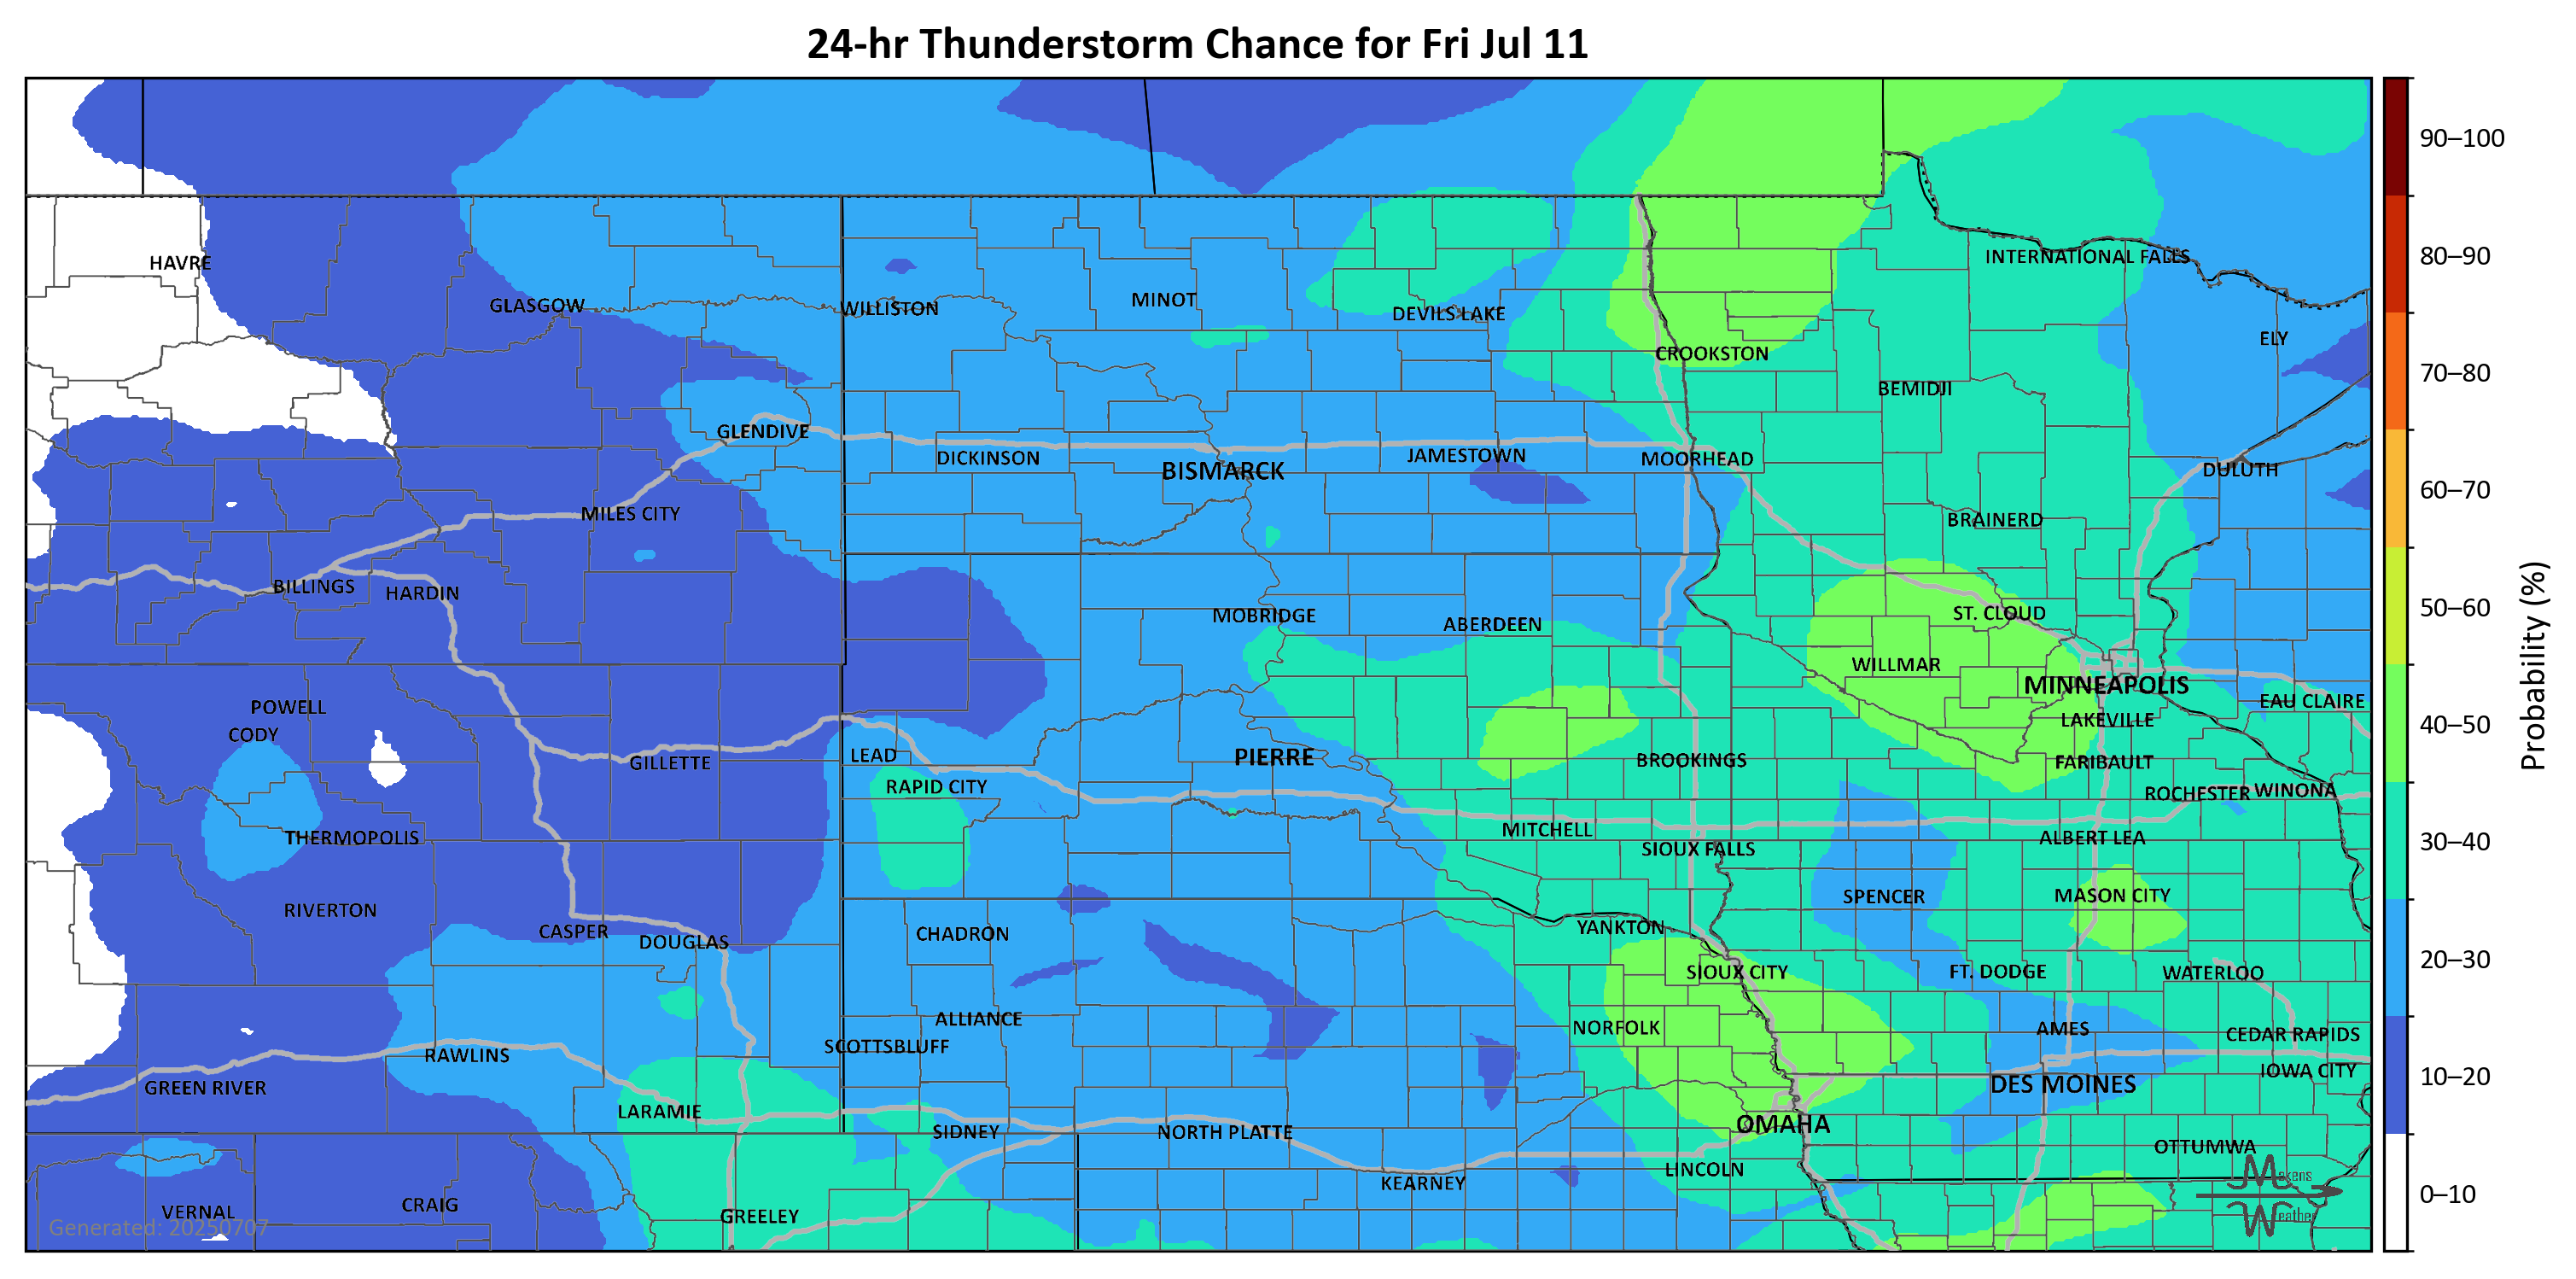 24-hr Thunderstorm Chance for Fri Jul 11
90–100
80–90
70–80
60–70
50–60
40–50
30–40
20–30
10–20
0–10
Probability (%)
HAVRE
INTERNATIONAL FALLS
GLASGOW
WILLISTON
MINOT
DEVILS LAKE
ELY
CROOKSTON
BEMIDJI
GLENDIVE
DICKINSON
BISMARCK
JAMESTOWN
MOORHEAD
DULUTH
MILES CITY
BRAINERD
BILLINGS
HARDIN
MOBRIDGE
ABERDEEN
ST. CLOUD
WILLMAR
MINNEAPOLIS
EAU CLAIRE
POWELL
CODY
LAKEVILLE
GILLETTE
LEAD
PIERRE
BROOKINGS
FARIBAULT
RAPID CITY
ROCHESTER
WINONA
THERMOPOLIS
MITCHELL
SIOUX FALLS
ALBERT LEA
RIVERTON
SPENCER
MASON CITY
CASPER
DOUGLAS
CHADRON
YANKTON
SIOUX CITY
FT. DODGE
WATERLOO
ALLIANCE
NORFOLK
AMES
CEDAR RAPIDS
SCOTTSBLUFF
RAWLINS
IOWA CITY
GREEN RIVER
DES MOINES
LARAMIE
OMAHA
SIDNEY
NORTH PLATTE
OTTUMWA
LINCOLN
KEARNEY
VERNAL
CRAIG
GREELEY
Generated: 20250707
Makens
Weather